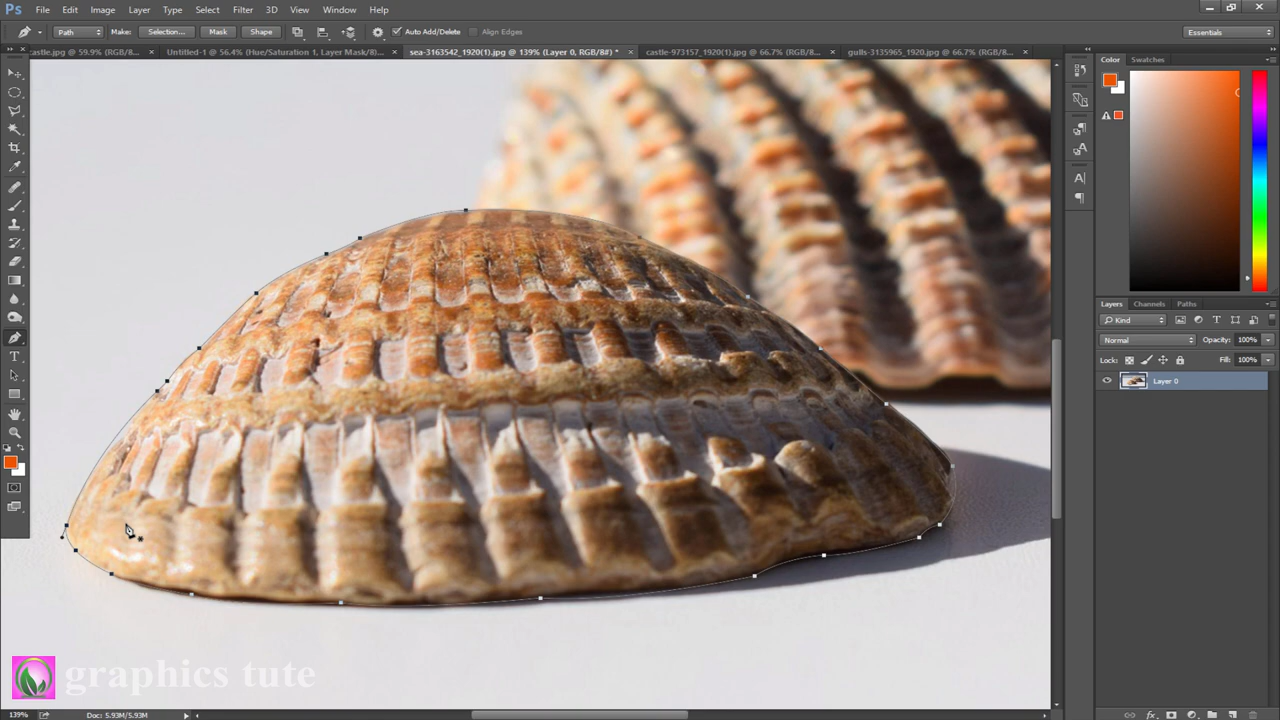 Ps File Edit Image Layer Type Select Filter 3D View Window Help
Path Make: Selection... Mask Shape Auto Add/Delete Align Edges Essentials
castle.jpg @ 59.9% (RGB/8... Untitled-1 @ 56.4% (Hue/Saturation 1, Layer Mask/8)... sea-3163542_1920(1).jpg @ 139% (Layer 0, RGB/8#) * castle-973157_1920(1).jpg @ 66.7% (RGB/8... gulls-3135965_1920.jpg @ 66.7% (RGB/8...
Color Swatches
Layers Channels Paths
Kind
Normal Opacity: 100%
Lock: Fill: 100%
Layer 0
graphics tute
139% Doc: 5.93M/5.93M